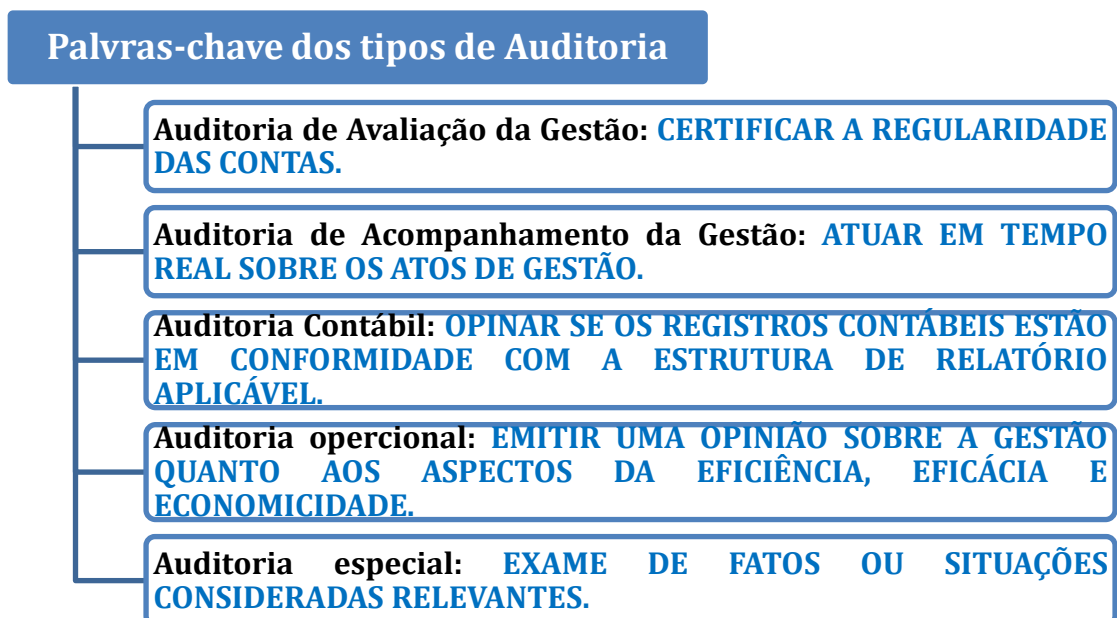 Palvras-chave dos tipos de Auditoria
Auditoria de Avaliação da Gestão: CERTIFICAR A REGULARIDADE
DAS CONTAS.
Auditoria de Acompanhamento da Gestão: ATUAR EM TEMPO
REAL SOBRE OS ATOS DE GESTÃO.
Auditoria Contábil: OPINAR SE OS REGISTROS CONTÁBEIS ESTÃO
EM CONFORMIDADE COM A ESTRUTURA DE RELATÓRIO
APLICÁVEL.
Auditoria opercional: EMITIR UMA OPINIÃO SOBRE A GESTÃO
QUANTO AOS ASPECTOS DA EFICIÊNCIA, EFICÁCIA E
ECONOMICIDADE.
Auditoria especial: EXAME DE FATOS OU SITUAÇÕES
CONSIDERADAS RELEVANTES.